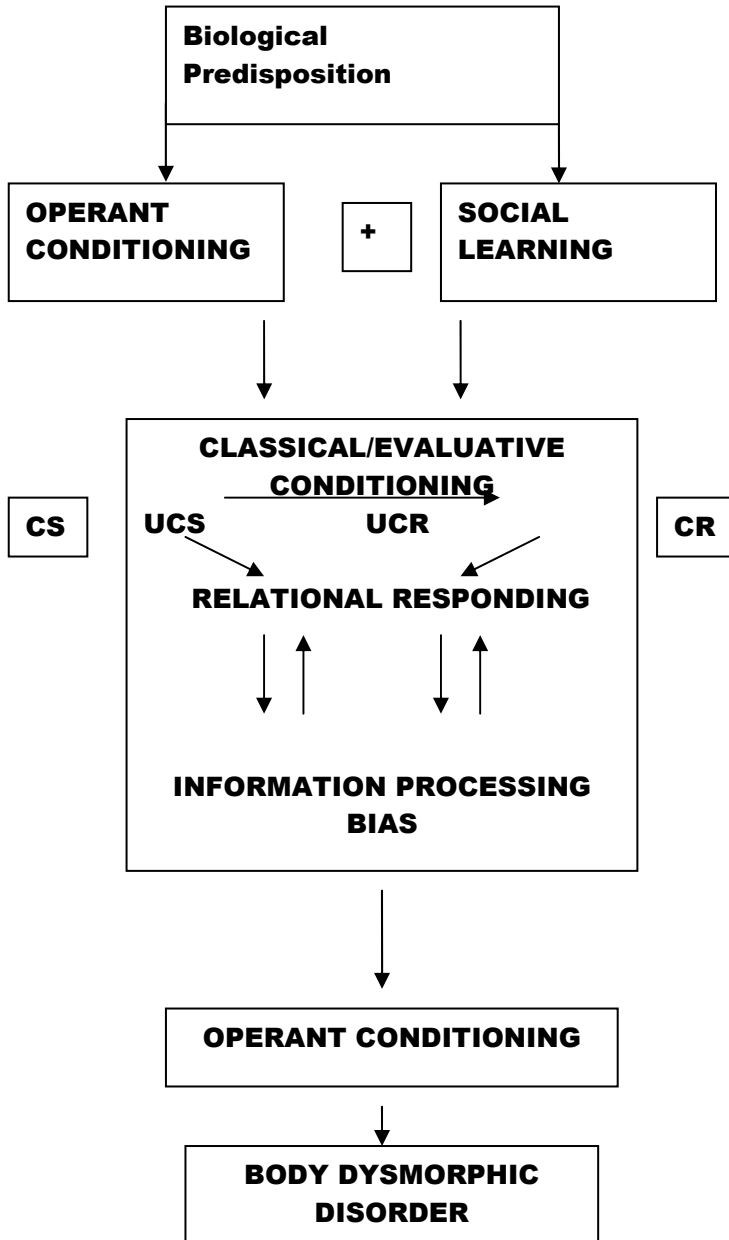 Biological
Predisposition
OPERANT
CONDITIONING
+
SOCIAL
LEARNING
CLASSICAL/EVALUATIVE
CONDITIONING
CS
UCS
UCR
CR
RELATIONAL RESPONDING
INFORMATION PROCESSING
BIAS
OPERANT CONDITIONING
BODY DYSMORPHIC
DISORDER